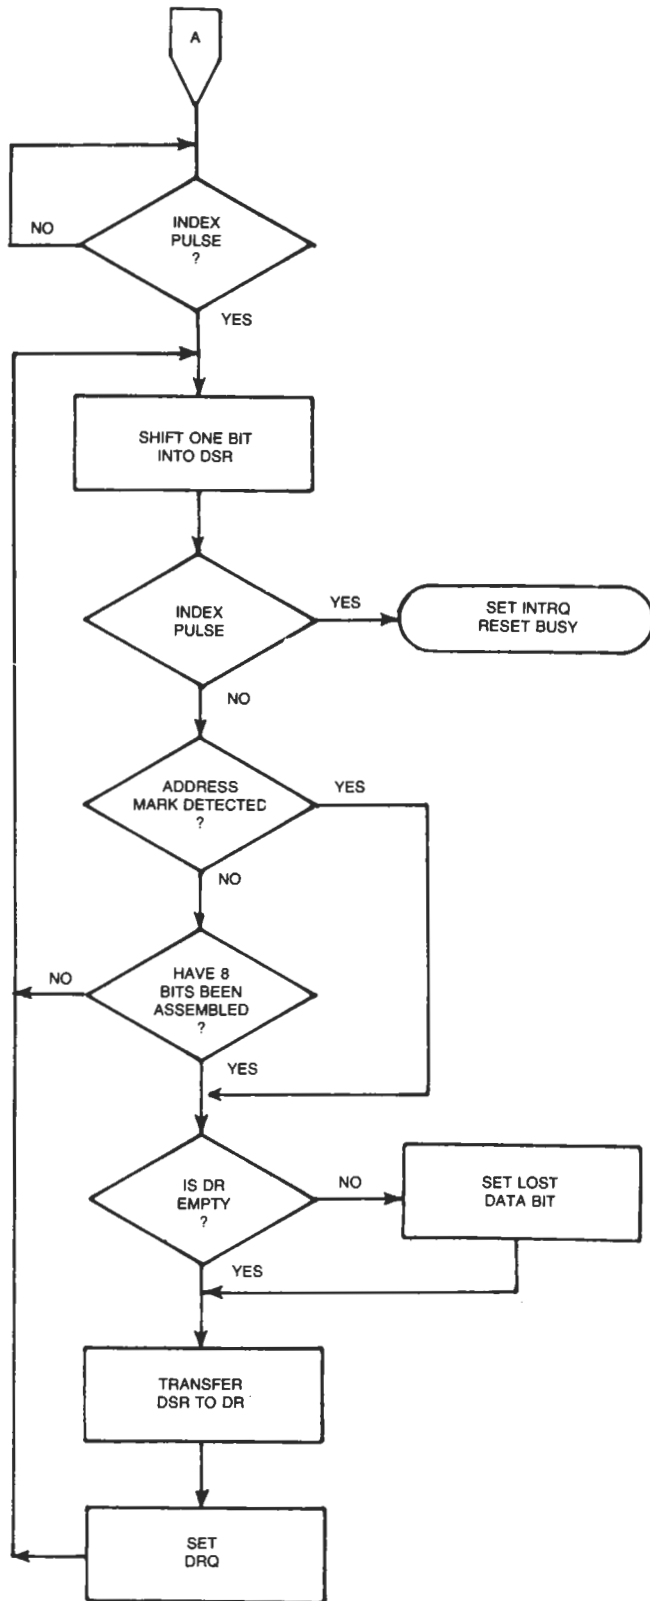 A
INDEX
PULSE
?
NO
YES
SHIFT ONE BIT
INTO DSR
INDEX
PULSE
YES
SET INTRQ
RESET BUSY
NO
ADDRESS
MARK DETECTED
?
YES
NO
HAVE 8
BITS BEEN
ASSEMBLED
?
NO
YES
IS DR
EMPTY
?
NO
SET LOST
DATA BIT
YES
TRANSFER
DSR TO DR
SET
DRQ